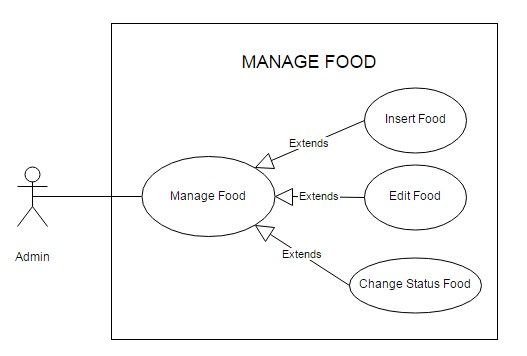 MANAGE FOOD
Insert Food
Extends
Manage Food
Extends
Edit Food
Admin
Extends
Change Status Food